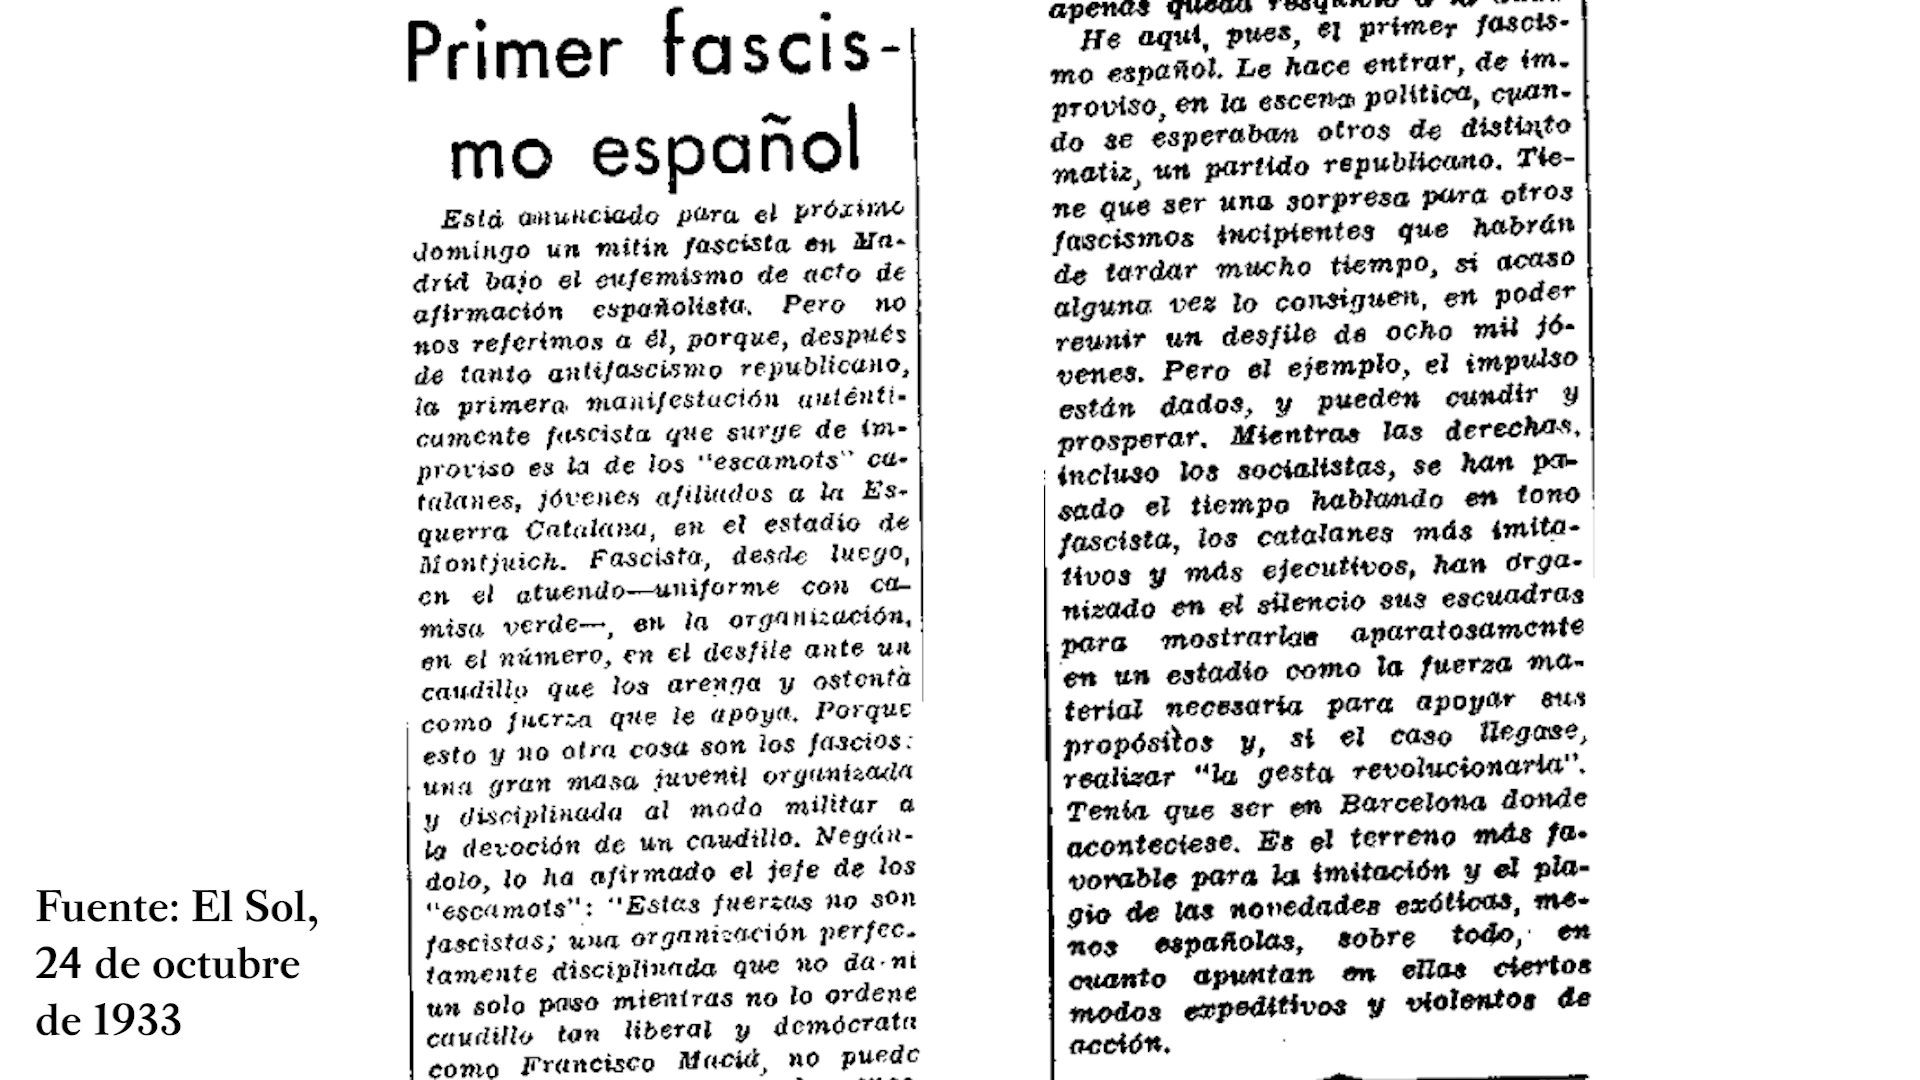 Primer fascis-
mo español
Está anunciado para el próximo
domingo un mitin fascista en Ma-
drid bajo el eufemismo de acto de
afirmación españolista. Pero no
nos referimos a él, porque, después
de tanto antifascismo republicano,
la primera manifestación auténti-
camente fascista que surge de im-
proviso es la de los "escamots" ca-
talanes, jóvenes afiliados a la Es-
querra Catalana, en el estadio de
Montjuich. Fascista, desde luego,
en el atuendo—uniforme con ca-
misa verde—, en la organización,
en el número, en el desfile ante un
caudillo que los arenga y ostenta
como fuerza que le apoya. Porque
esto y no otra cosa son los fascios:
una gran masa juvenil organizada
y disciplinada al modo militar a
la devoción de un caudillo. Negán-
dolo, lo ha afirmado el jefe de los
"escamots": "Estas fuerzas no son
fascistas; una organización perfec-
tamente disciplinada que no da ni
un solo paso mientras no lo ordene
caudillo tan liberal y demócrata
como Francisco Maciá, no puede
apenas queda
He aquí, pues, el primer fascis-
mo español. Le hace entrar, de im-
proviso, en la escena política, cuan-
do se esperaban otros de distinto
matiz, un partido republicano. Tie-
ne que ser una sorpresa para otros
fascismos incipientes que habrán
de tardar mucho tiempo, si acaso
alguna vez lo consiguen, en poder
reunir un desfile de ocho mil jó-
venes. Pero el ejemplo, el impulso
están dados, y pueden cundir y
prosperar. Mientras las derechas,
incluso los socialistas, se han pa-
sado el tiempo hablando en tono
fascista, los catalanes más imita-
tivos y más ejecutivos, han orga-
nizado en el silencio sus escuadras
para mostrarlas aparatosamente
en un estadio como la fuerza ma-
terial necesaria para apoyar sus
propósitos y, si el caso llegase,
realizar "la gesta revolucionaria".
Tenía que ser en Barcelona donde
aconteciese. Es el terreno más fa-
vorable para la imitación y el pla-
gio de las novedades exóticas, me-
nos españolas, sobre todo, en
cuanto apuntan en ellas ciertos
modos expeditivos y violentos de
acción.
Fuente: El Sol,
24 de octubre
de 1933